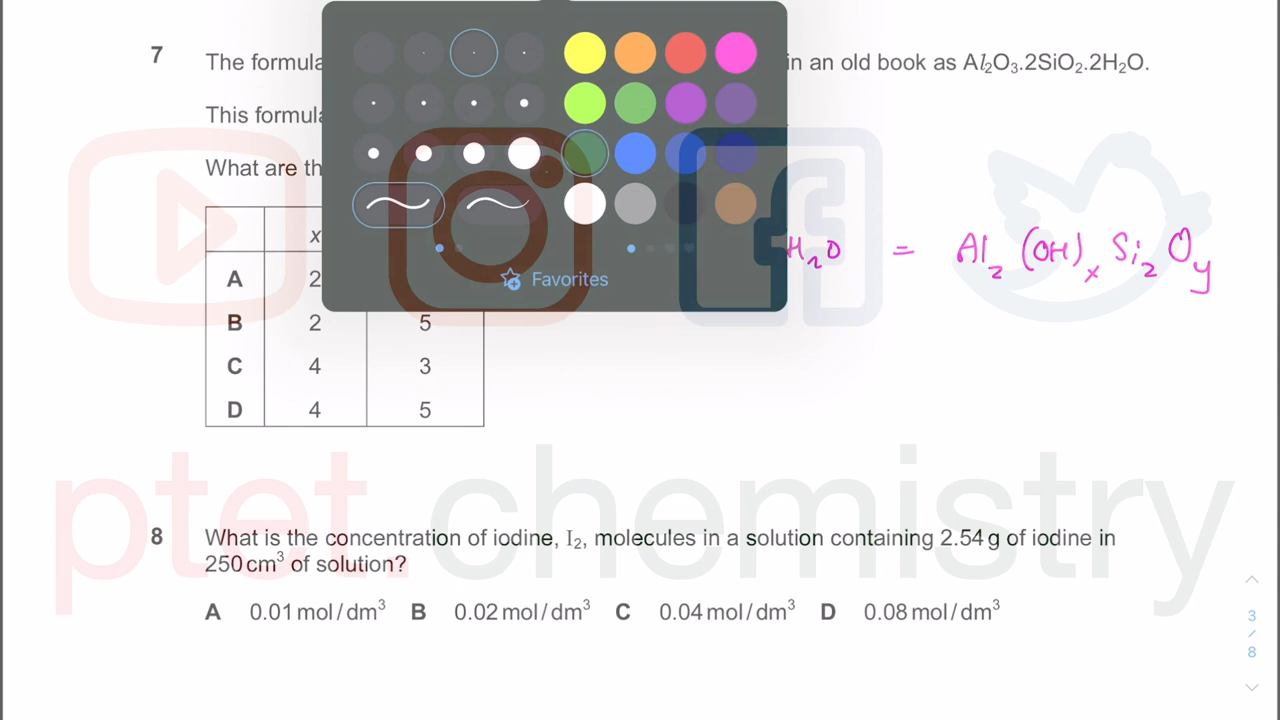 7 The formula in an old book as Al₂O₃.2SiO₂.2H₂O.
This formula
What are th
H₂O = Al₂(OH)ₓSi₂Oy
x
A 2
B 2 5
C 4 3
D 4 5
Favorites
ptet.chemistry
8 What is the concentration of iodine, I₂, molecules in a solution containing 2.54 g of iodine in
250 cm³ of solution?
A 0.01 mol/dm³ B 0.02 mol/dm³ C 0.04 mol/dm³ D 0.08 mol/dm³
3
/
8